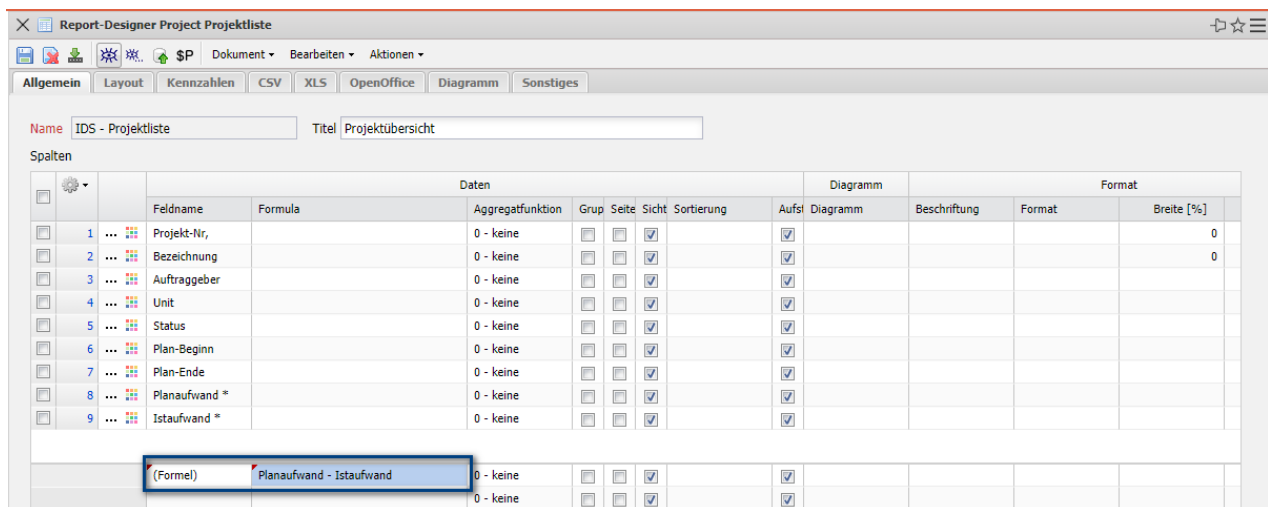 Report-Designer Project Projektliste
$P Dokument Bearbeiten Aktionen
Allgemein Layout Kennzahlen CSV XLS OpenOffice Diagramm Sonstiges
Name IDS - Projektliste Titel Projektübersicht
Spalten
Daten Diagramm Format
Feldname Formula Aggregatfunktion Grup Seite Sicht Sortierung Aufst Diagramm Beschriftung Format Breite [%]
1 ... Projekt-Nr, 0 - keine 0
2 ... Bezeichnung 0 - keine 0
3 ... Auftraggeber 0 - keine
4 ... Unit 0 - keine
5 ... Status 0 - keine
6 ... Plan-Beginn 0 - keine
7 ... Plan-Ende 0 - keine
8 ... Planaufwand * 0 - keine
9 ... Istaufwand * 0 - keine
(Formel) Planaufwand - Istaufwand 0 - keine
0 - keine